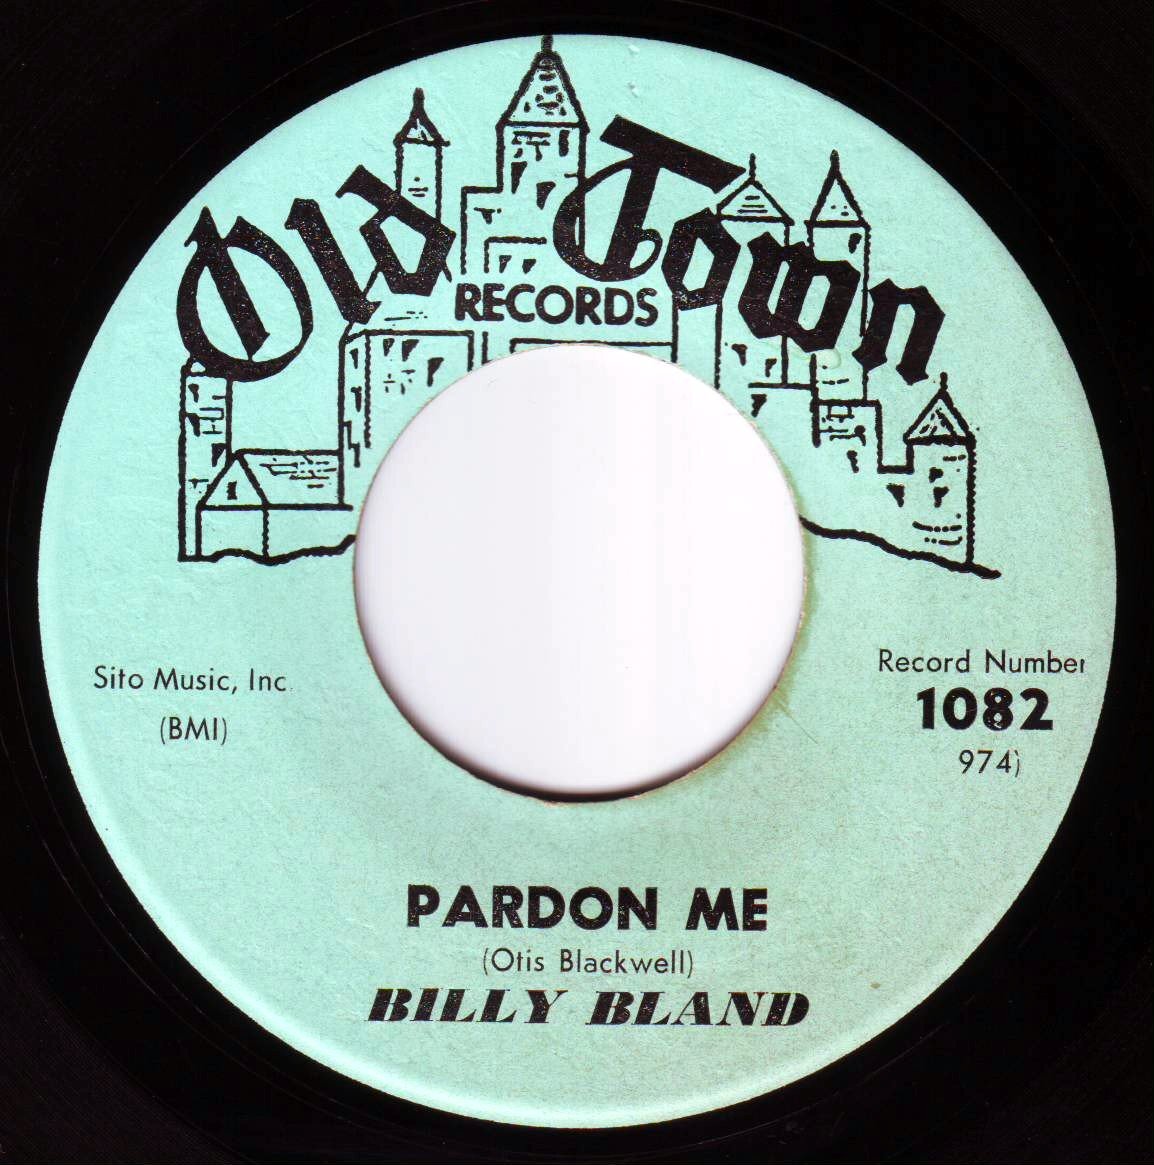 Old Town
RECORDS
Sito Music, Inc.
(BMI)
Record Number
1082
974)
PARDON ME
(Otis Blackwell)
BILLY BLAND